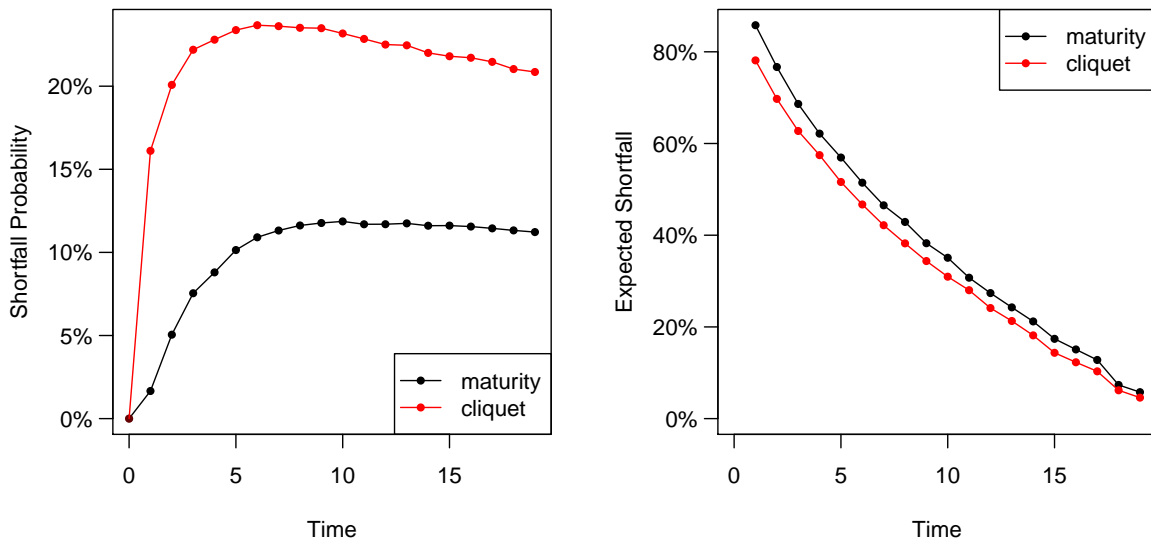 Shortfall Probability
20%
15%
10%
5%
0%
maturity
cliquet
0 5 10 15
Time
Expected Shortfall
80%
60%
40%
20%
0%
maturity
cliquet
0 5 10 15
Time